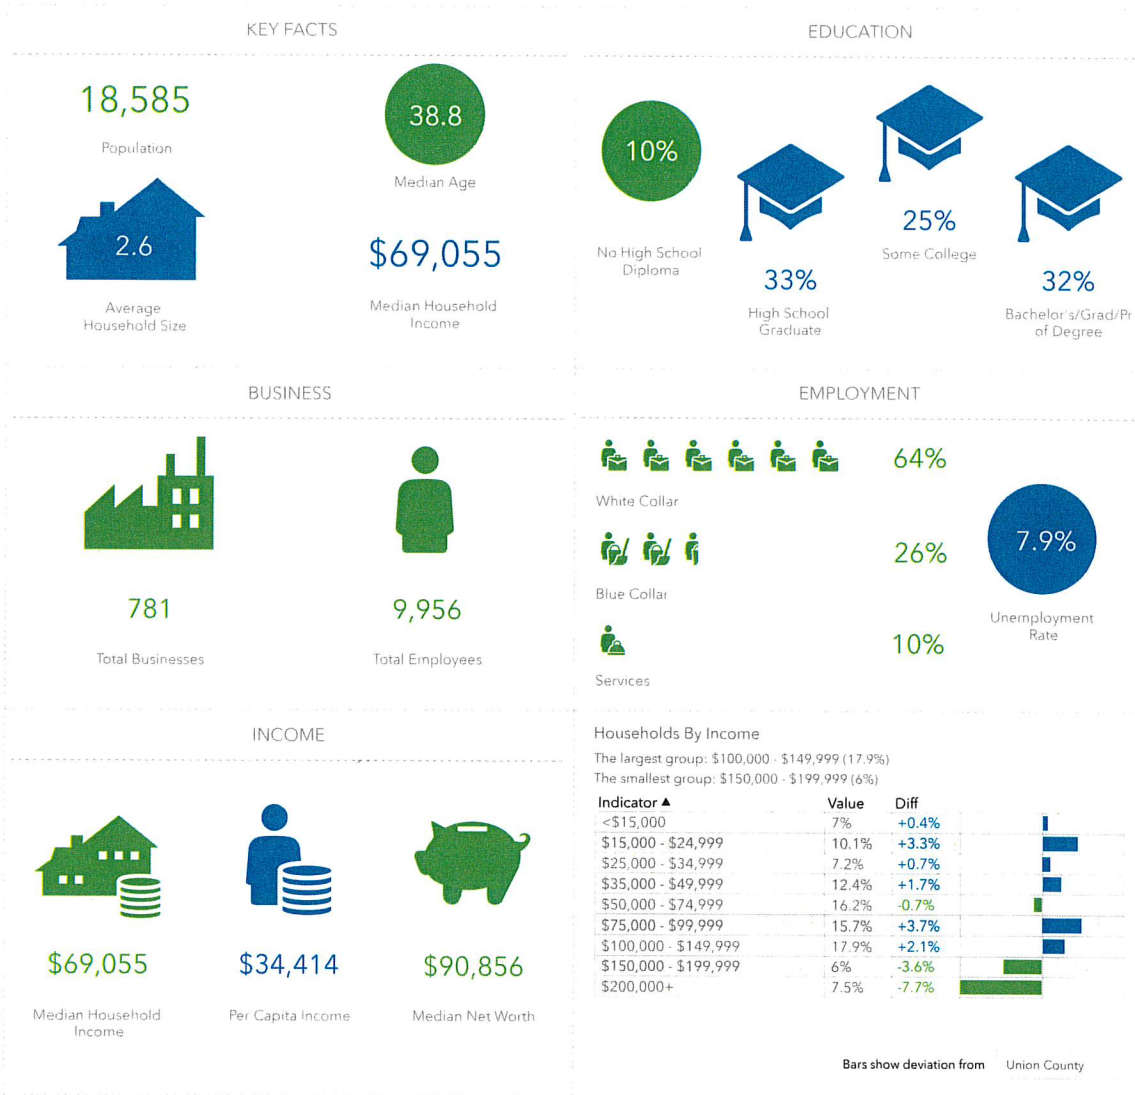 KEY FACTS
18,585
Population
38.8
Median Age
2.6
Average
Household Size
$69,055
Median Household
Income
EDUCATION
10%
No High School
Diploma
33%
High School
Graduate
25%
Some College
32%
Bachelor's/Grad/Pr
of Degree
BUSINESS
781
Total Businesses
9,956
Total Employees
EMPLOYMENT
64%
White Collar
26%
Blue Collar
10%
Services
7.9%
Unemployment
Rate
INCOME
$69,055
Median Household
Income
$34,414
Per Capita Income
$90,856
Median Net Worth
Households By Income
The largest group: $100,000 - $149,999 (17.9%)
The smallest group: $150,000 - $199,999 (6%)
Indicator ▲ Value Diff
<$15,000 7% +0.4%
$15,000 - $24,999 10.1% +3.3%
$25,000 - $34,999 7.2% +0.7%
$35,000 - $49,999 12.4% +1.7%
$50,000 - $74,999 16.2% -0.7%
$75,000 - $99,999 15.7% +3.7%
$100,000 - $149,999 17.9% +2.1%
$150,000 - $199,999 6% -3.6%
$200,000+ 7.5% -7.7%
Bars show deviation from Union County